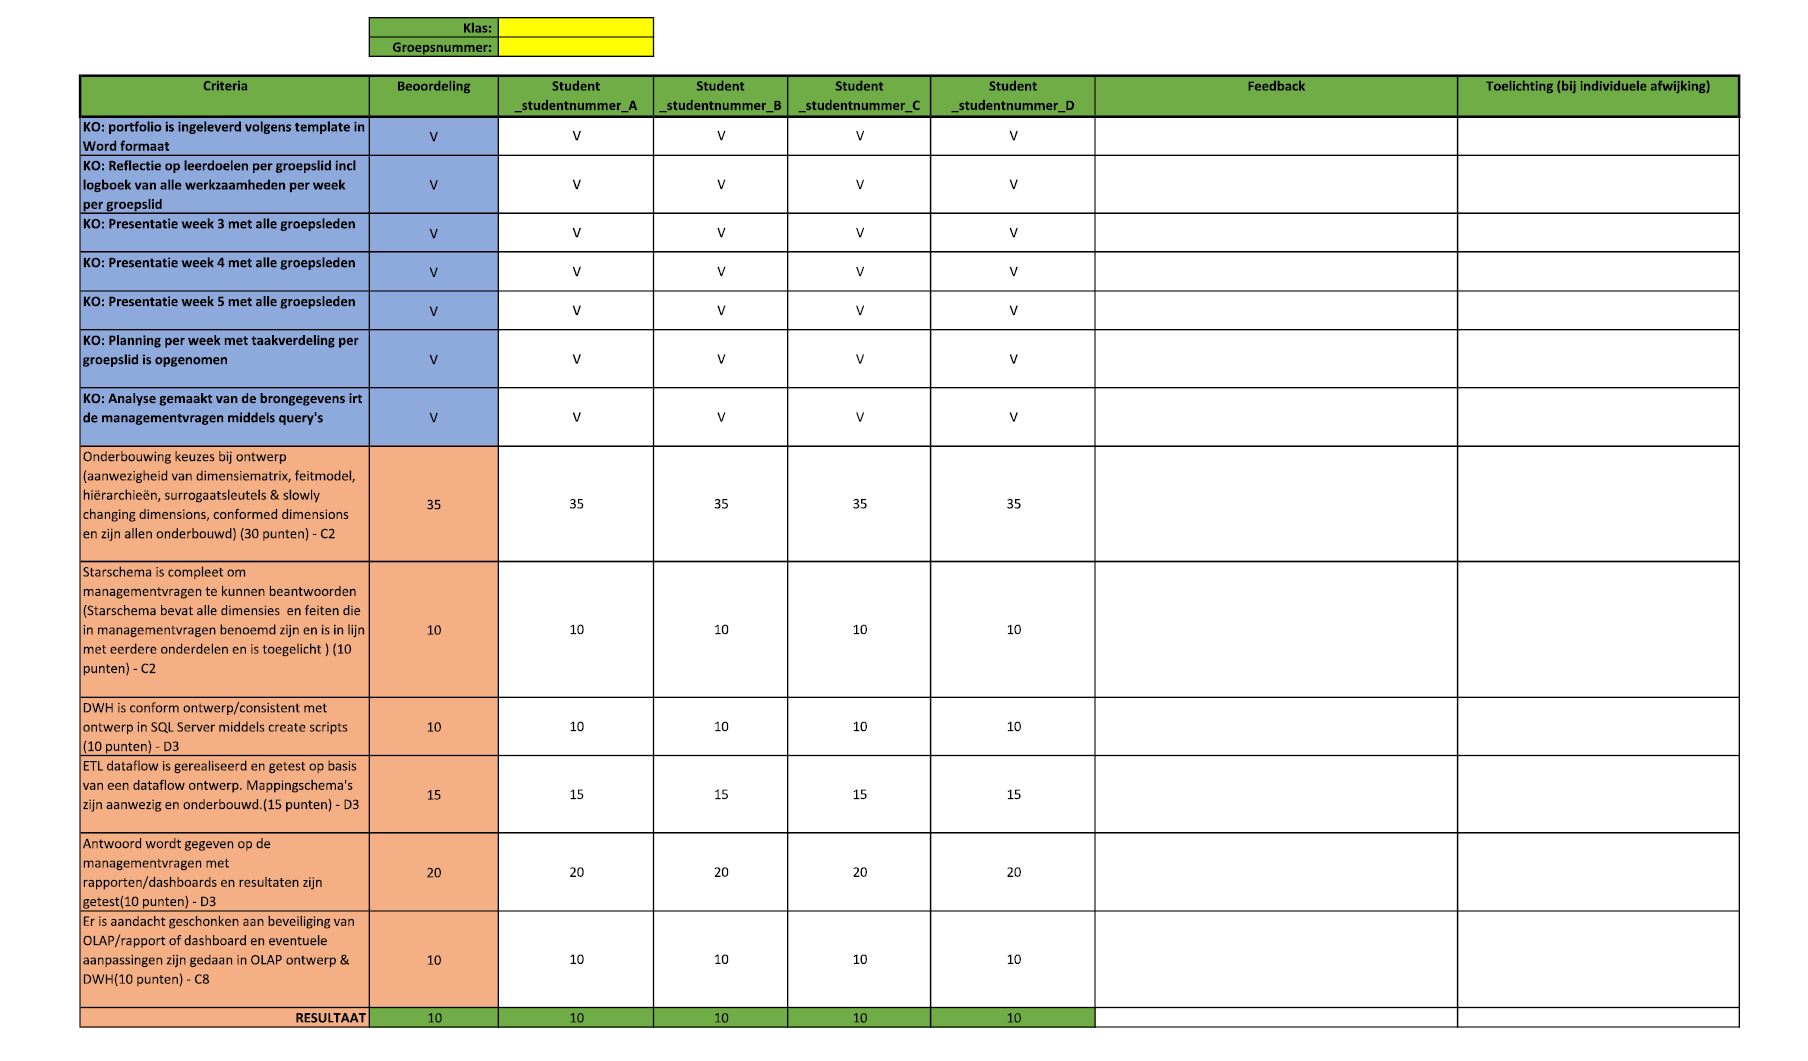 Klas:
Groepsnummer:
Criteria Beoordeling Student Student Student Student Feedback Toelichting (bij individuele afwijking)
_studentnummer_A _studentnummer_B _studentnummer_C _studentnummer_D
KO: portfolio is ingeleverd volgens template in
Word formaat
V V V V V
KO: Reflectie op leerdoelen per groepslid incl
logboek van alle werkzaamheden per week
per groepslid
V V V V V
KO: Presentatie week 3 met alle groepsleden
V V V V V
KO: Presentatie week 4 met alle groepsleden
V V V V V
KO: Presentatie week 5 met alle groepsleden
V V V V V
KO: Planning per week met taakverdeling per
groepslid is opgenomen
V V V V V
KO: Analyse gemaakt van de brongegevens irt
de managementvragen middels query's
V V V V V
Onderbouwing keuzes bij ontwerp
(aanwezigheid van dimensiematrix, feitmodel,
hiërarchieën, surrogaatsleutels & slowly
changing dimensions, conformed dimensions
en zijn allen onderbouwd) (30 punten) - C2
35 35 35 35 35
Starschema is compleet om
managementvragen te kunnen beantwoorden
(Starschema bevat alle dimensies  en feiten die
in managementvragen benoemd zijn en is in lijn
met eerdere onderdelen en is toegelicht ) (10
punten) - C2
10 10 10 10 10
DWH is conform ontwerp/consistent met
ontwerp in SQL Server middels create scripts
(10 punten) - D3
10 10 10 10 10
ETL dataflow is gerealiseerd en getest op basis
van een dataflow ontwerp. Mappingschema's
zijn aanwezig en onderbouwd.(15 punten) - D3
15 15 15 15 15
Antwoord wordt gegeven op de
managementvragen met
rapporten/dashboards en resultaten zijn
getest(10 punten) - D3
20 20 20 20 20
Er is aandacht geschonken aan beveiliging van
OLAP/rapport of dashboard en eventuele
aanpassingen zijn gedaan in OLAP ontwerp &
DWH(10 punten) - C8
10 10 10 10 10
RESULTAAT 10 10 10 10 10